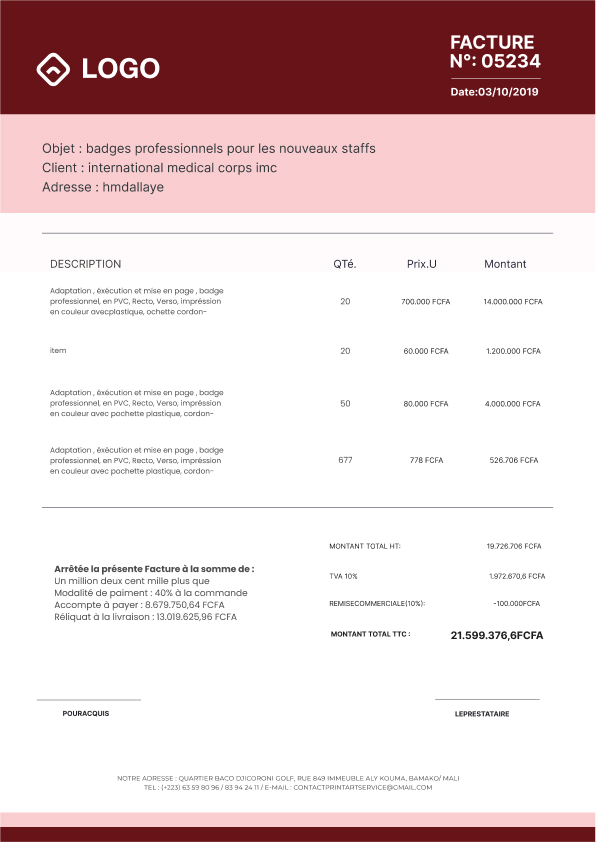 LOGO
FACTURE
N°: 05234
Date:03/10/2019
Objet : badges professionnels pour les nouveaux staffs
Client : international medical corps imc
Adresse : hmdallaye
DESCRIPTION QTé. Prix.U Montant
Adaptation , éxécution et mise en page , badge
professionnel, en PVC, Recto, Verso, impréssion
en couleur avecplastique, ochette cordon-
20 700.000 FCFA 14.000.000 FCFA
item 20 60.000 FCFA 1.200.000 FCFA
Adaptation , éxécution et mise en page , badge
professionnel, en PVC, Recto, Verso, impréssion
en couleur avec pochette plastique, cordon-
50 80.000 FCFA 4.000.000 FCFA
Adaptation , éxécution et mise en page , badge
professionnel, en PVC, Recto, Verso, impréssion
en couleur avec pochette plastique, cordon-
677 778 FCFA 526.706 FCFA
MONTANT TOTAL HT: 19.726.706 FCFA
TVA 10% 1.972.670,6 FCFA
REMISECOMMERCIALE(10%): -100.000FCFA
MONTANT TOTAL TTC : 21.599.376,6FCFA
Arrêtée la présente Facture à la somme de :
Un million deux cent mille plus que
Modalité de paiment : 40% à la commande
Accompte à payer : 8.679.750,64 FCFA
Réliquat à la livraison : 13.019.625,96 FCFA
POURACQUIS
LEPRESTATAIRE
NOTRE ADRESSE : QUARTIER BACO DJICORONI GOLF, RUE 849 IMMEUBLE ALY KOUMA, BAMAKO/ MALI
TEL : (+223) 63 59 80 96 / 83 94 24 11 / E-MAIL : CONTACTPRINTARTSERVICE@GMAIL.COM